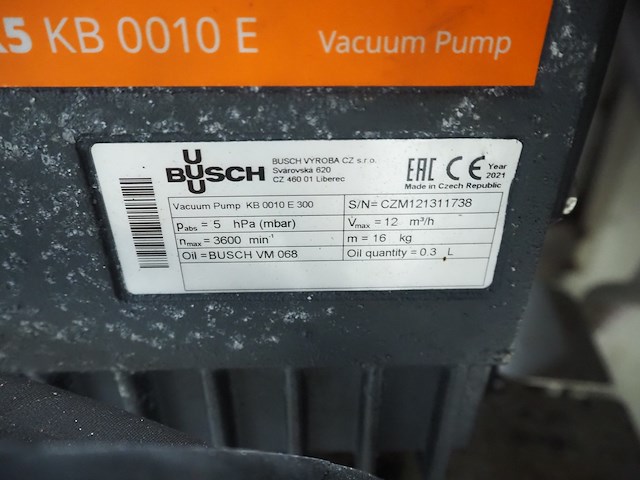 5 KB 0010 E Vacuum Pump
BUSCH
BUSCH VYROBA CZ s.r.o.
Svárovská 620
CZ 460 01 Liberec
EAC CE Year 2021
Made in Czech Republic
Vacuum Pump KB 0010 E 300
S/N= CZM121311738
pabs = 5 hPa (mbar)
Vmax = 12 m³/h
nmax = 3600 min-1
m = 16 kg
Oil =BUSCH VM 068
Oil quantity = 0.3 L